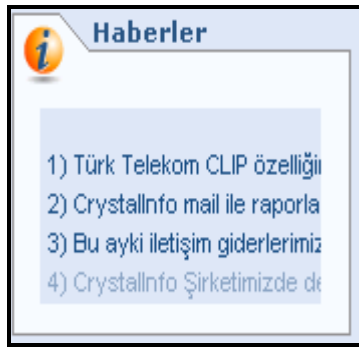 Haberler
1) Türk Telekom CLIP özelliğin
2) CrystalInfo mail ile raporla
3) Bu ayki iletişim giderlerimiz
4) CrystalInfo Şirketimizde de